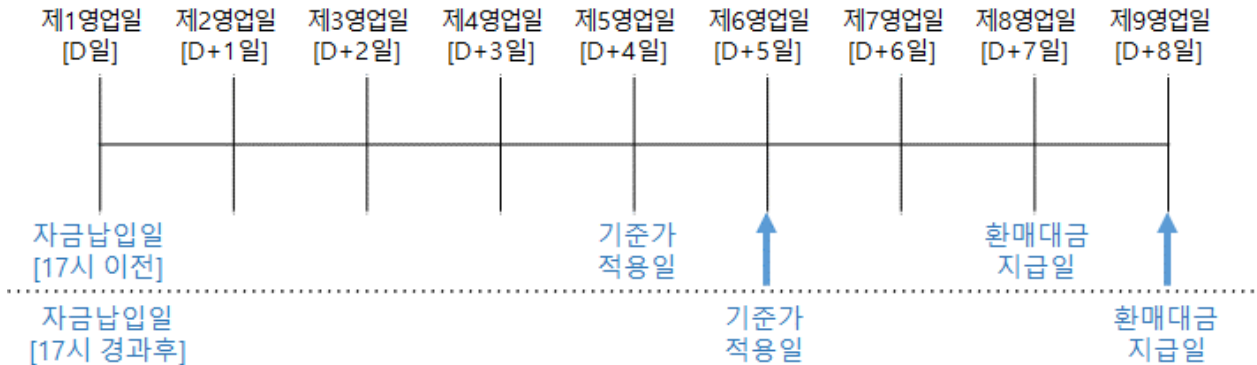 제1영업일 제2영업일 제3영업일 제4영업일 제5영업일 제6영업일 제7영업일 제8영업일 제9영업일
[D일] [D+1일] [D+2일] [D+3일] [D+4일] [D+5일] [D+6일] [D+7일] [D+8일]
자금납입일 기준가 환매대금
[17시 이전] 적용일 지급일
자금납입일 기준가 환매대금
[17시 경과후] 적용일 지급일